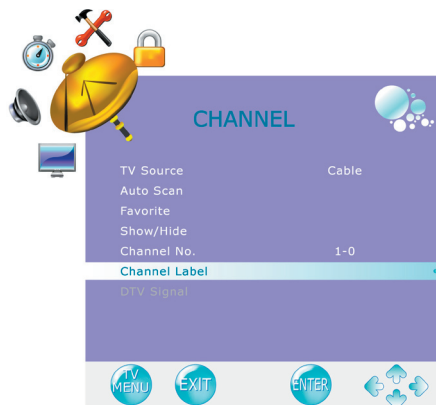 CHANNEL
TV Source Cable
Auto Scan
Favorite
Show/Hide
Channel No. 1-0
Channel Label
DTV Signal
TV
MENU EXIT ENTER